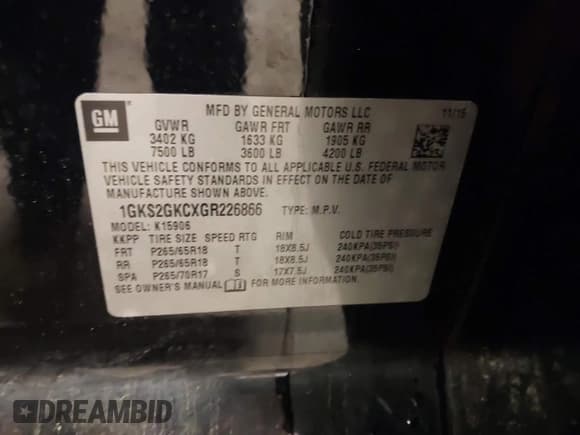 GM MFD BY GENERAL MOTORS LLC 11/15
GVWR GAWR FRT GAWR RR
3402 KG 1633 KG 1905 KG
7500 LB 3600 LB 4200 LB
THIS VEHICLE CONFORMS TO ALL APPLICABLE U.S. FEDERAL MOTOR
VEHICLE SAFETY STANDARDS IN EFFECT ON THE DATE OF
MANUFACTURE SHOWN ABOVE.
1GKS2GKCXGR226866 TYPE: M.P.V.
MODEL: K15906
KKPP TIRE SIZE SPEED RTG RIM COLD TIRE PRESSURE
FRT P265/65R18 T 18X8.5J 240KPA(35PSI)
RR P265/65R18 T 18X8.5J 240KPA(35PSI)
SPA P265/70R17 S 17X7.5J 240KPA(35PSI)
SEE OWNER'S MANUAL FOR MORE INFORMATION.
DREAMBID